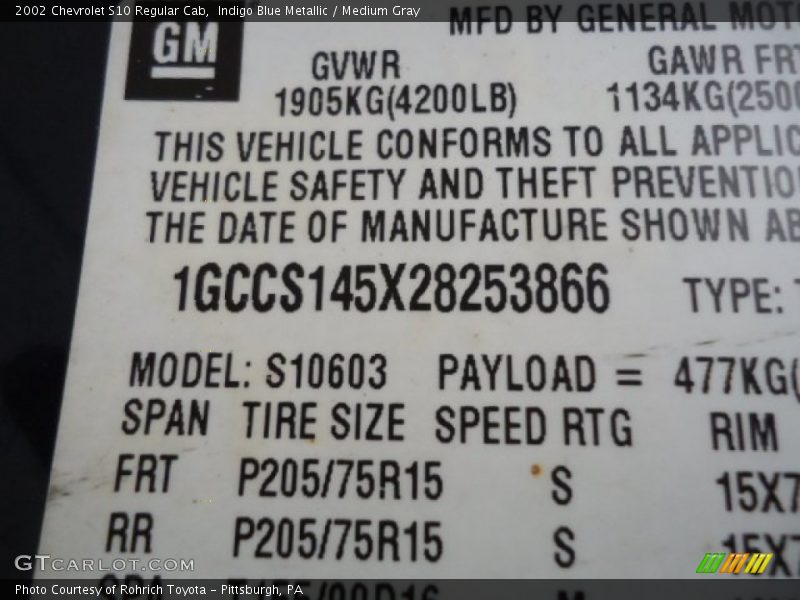 2002 Chevrolet S10 Regular Cab,  Indigo Blue Metallic / Medium Gray
MFD BY GENERAL MOT
GM
GVWR GAWR FRT
1905KG(4200LB) 1134KG(2500
THIS VEHICLE CONFORMS TO ALL APPLIC
VEHICLE SAFETY AND THEFT PREVENTIO
THE DATE OF MANUFACTURE SHOWN AB
1GCCS145X28253866 TYPE:
MODEL: S10603 PAYLOAD = 477KG(
SPAN TIRE SIZE SPEED RTG RIM
FRT P205/75R15 S 15X7
RR P205/75R15 S 15X7
GTCARLOT.COM
Photo Courtesy of Rohrich Toyota - Pittsburgh, PA